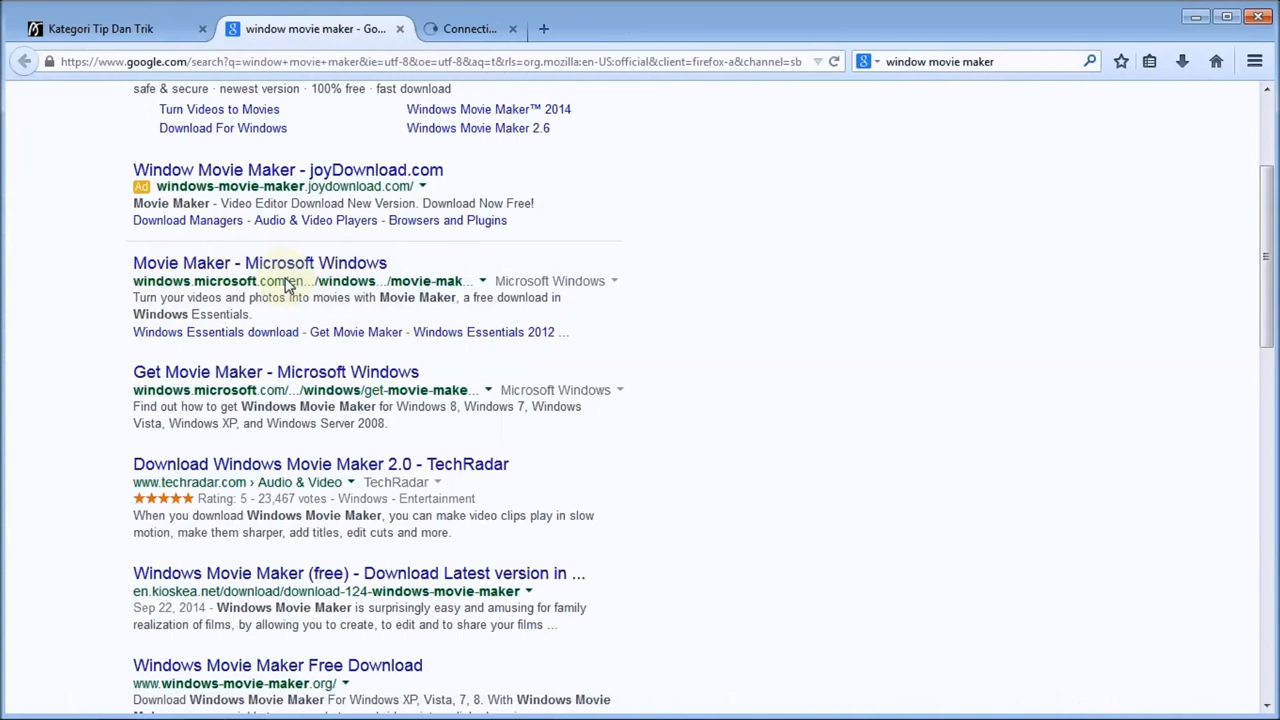 Kategori Tip Dan Trik
window movie maker - Go...
Connecti...
https://www.google.com/search?q=window+movie+maker&ie=utf-8&oe=utf-8&aq=t&rls=org.mozilla:en-US:official&client=firefox-a&channel=sb
window movie maker
safe & secure · newest version · 100% free · fast download
Turn Videos to Movies
Windows Movie Maker™ 2014
Download For Windows
Windows Movie Maker 2.6
Window Movie Maker - joyDownload.com
Ad windows-movie-maker.joydownload.com/
Movie Maker - Video Editor Download New Version. Download Now Free!
Download Managers - Audio & Video Players - Browsers and Plugins
Movie Maker - Microsoft Windows
windows.microsoft.com/en.../windows.../movie-mak... Microsoft Windows
Turn your videos and photos into movies with Movie Maker, a free download in
Windows Essentials.
Windows Essentials download - Get Movie Maker - Windows Essentials 2012 ...
Get Movie Maker - Microsoft Windows
windows.microsoft.com/.../windows/get-movie-make... Microsoft Windows
Find out how to get Windows Movie Maker for Windows 8, Windows 7, Windows
Vista, Windows XP, and Windows Server 2008.
Download Windows Movie Maker 2.0 - TechRadar
www.techradar.com › Audio & Video TechRadar
Rating: 5 - 23,467 votes - Windows - Entertainment
When you download Windows Movie Maker, you can make video clips play in slow
motion, make them sharper, add titles, edit cuts and more.
Windows Movie Maker (free) - Download Latest version in ...
en.kioskea.net/download/download-124-windows-movie-maker
Sep 22, 2014 - Windows Movie Maker is surprisingly easy and amusing for family
realization of films, by allowing you to create, to edit and to share your films ...
Windows Movie Maker Free Download
www.windows-movie-maker.org/
Download Windows Movie Maker For Windows XP, Vista, 7, 8. With Windows Movie